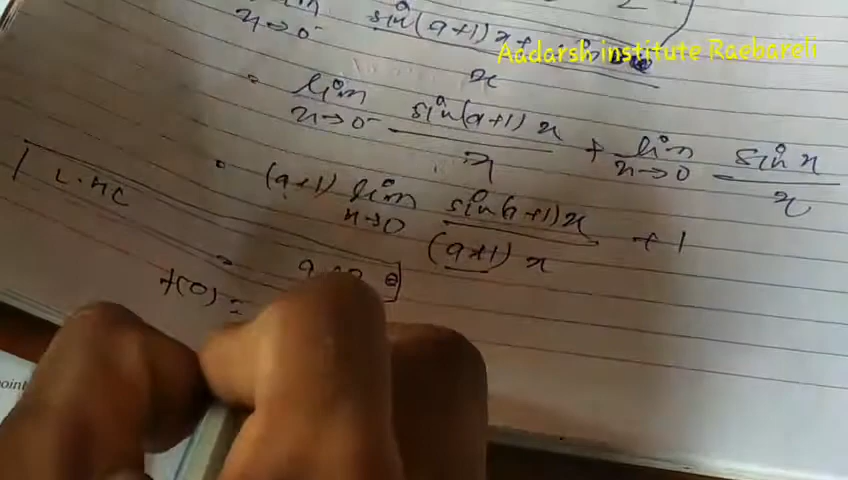 lim sin(a+1)x +
x→0⁻ x
Aadarsh institute Raebareli
lim sin(a+1)x + lim sin x
x→0⁻ x x→0 x
(a+1) lim sin(a+1)x + 1
x→0 (a+1)x
L.HL
f(0) =